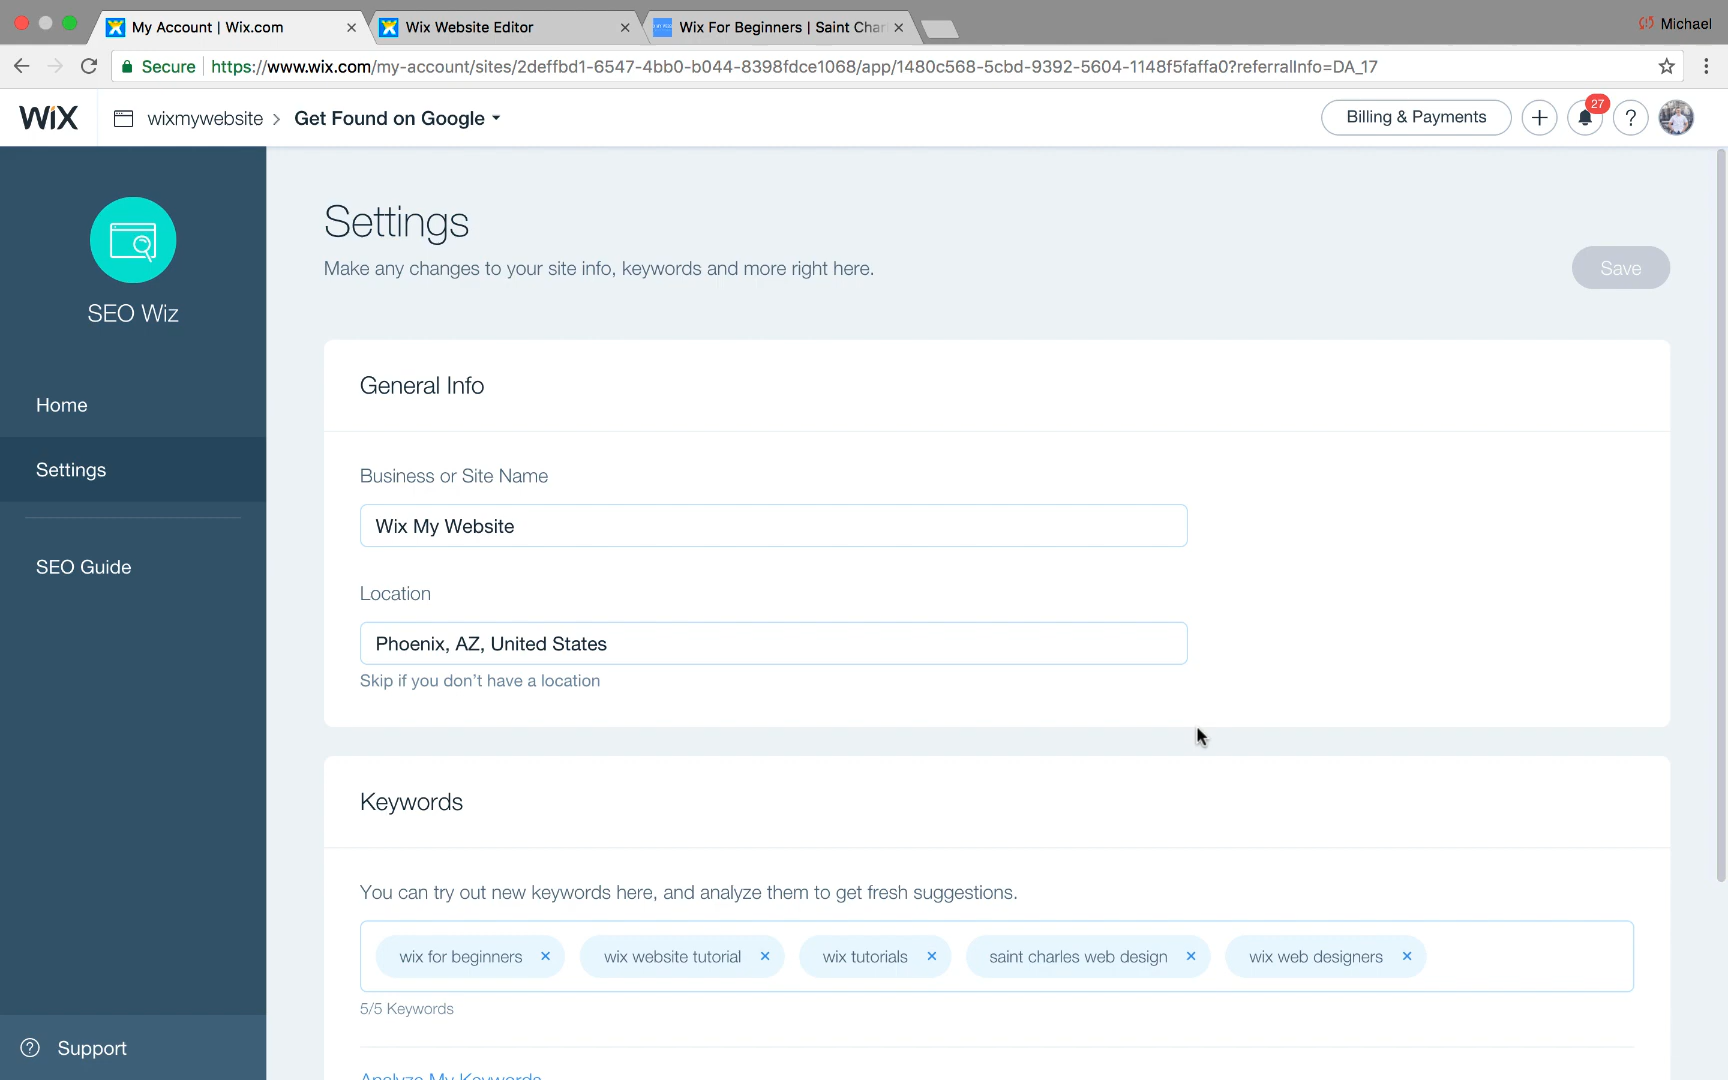 My Account | Wix.com
Wix Website Editor
Wix For Beginners | Saint Char
Michael
Secure https://www.wix.com/my-account/sites/2deffbd1-6547-4bb0-b044-8398fdce1068/app/1480c568-5cbd-9392-5604-1148f5faffa0?referralInfo=DA_17
WiX
wixmywebsite > Get Found on Google
Billing & Payments
27
?
SEO Wiz
Home
Settings
SEO Guide
? Support
Settings
Make any changes to your site info, keywords and more right here.
Save
General Info
Business or Site Name
Wix My Website
Location
Phoenix, AZ, United States
Skip if you don't have a location
Keywords
You can try out new keywords here, and analyze them to get fresh suggestions.
wix for beginners × wix website tutorial × wix tutorials × saint charles web design × wix web designers ×
5/5 Keywords
Analyze My Keywords